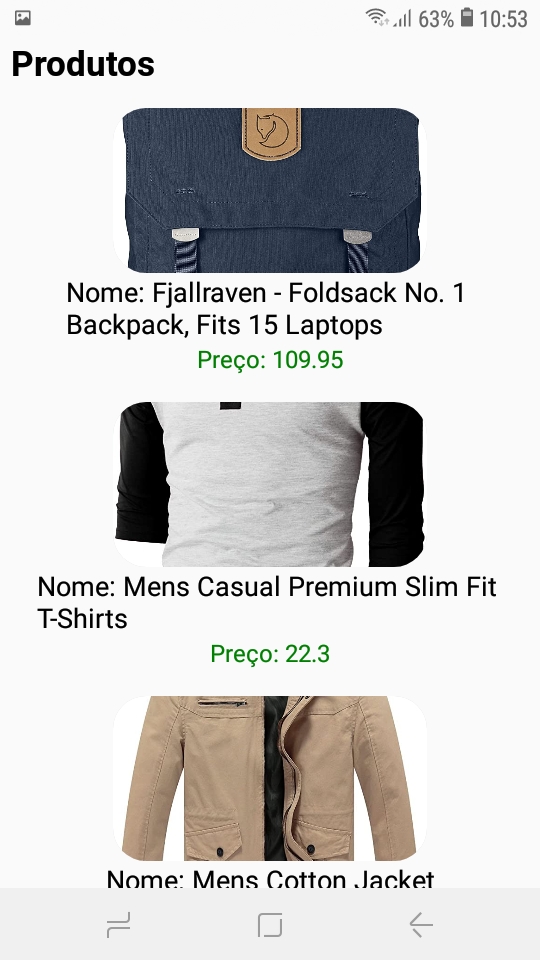 63% 10:53
Produtos
Nome: Fjallraven - Foldsack No. 1
Backpack, Fits 15 Laptops
Preço: 109.95
Nome: Mens Casual Premium Slim Fit
T-Shirts
Preço: 22.3
Nome: Mens Cotton Jacket